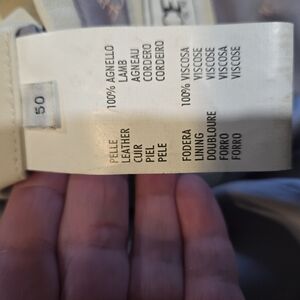 50
PELLE 100% AGNELLO
LEATHER LAMB
CUIR AGNEAU
PIEL CORDERO
PELE CORDEIRO
FODERA 100% VISCOSA
LINING VISCOSE
DOUBLOURE VISCOSE
FORRO VISCOSA
FORRO VISCOSE